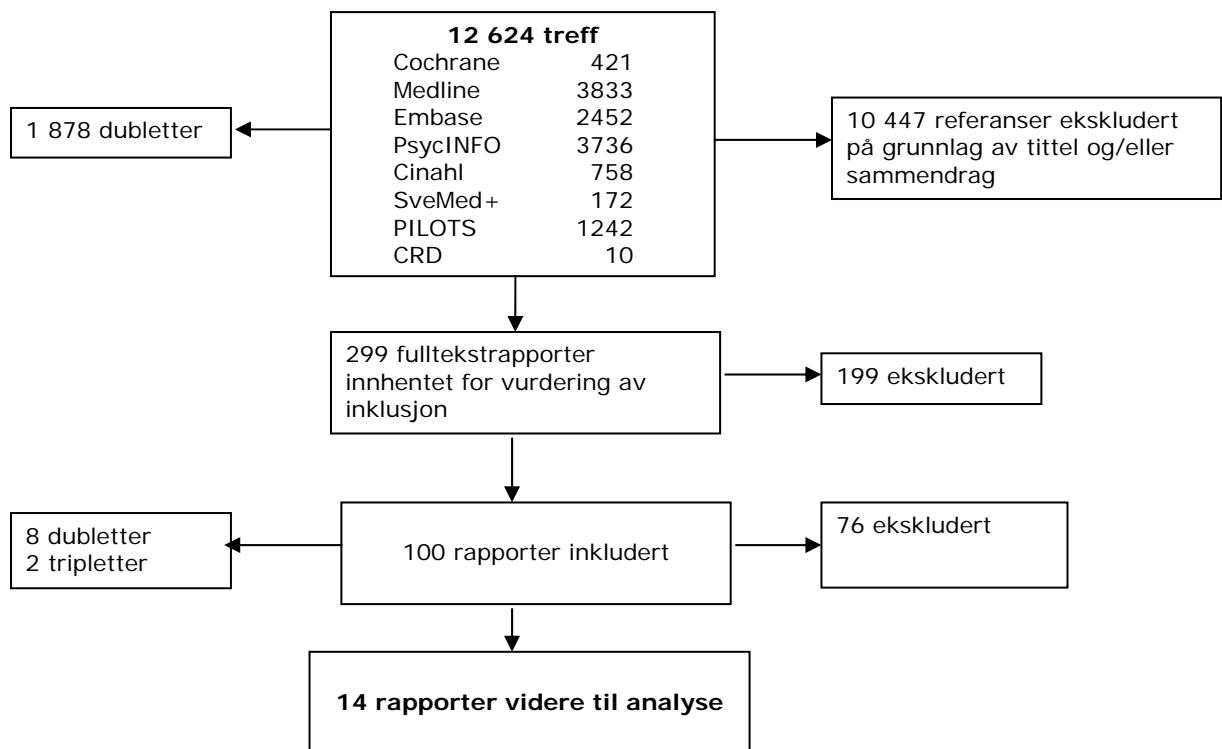 12 624 treff
Cochrane 421
Medline 3833
Embase 2452
PsycINFO 3736
Cinahl 758
SveMed+ 172
PILOTS 1242
CRD 10
1 878 dubletter
10 447 referanser ekskludert
på grunnlag av tittel og/eller
sammendrag
299 fulltekstrapporter
innhentet for vurdering av
inklusjon
199 ekskludert
8 dubletter
2 tripletter
100 rapporter inkludert
76 ekskludert
14 rapporter videre til analyse